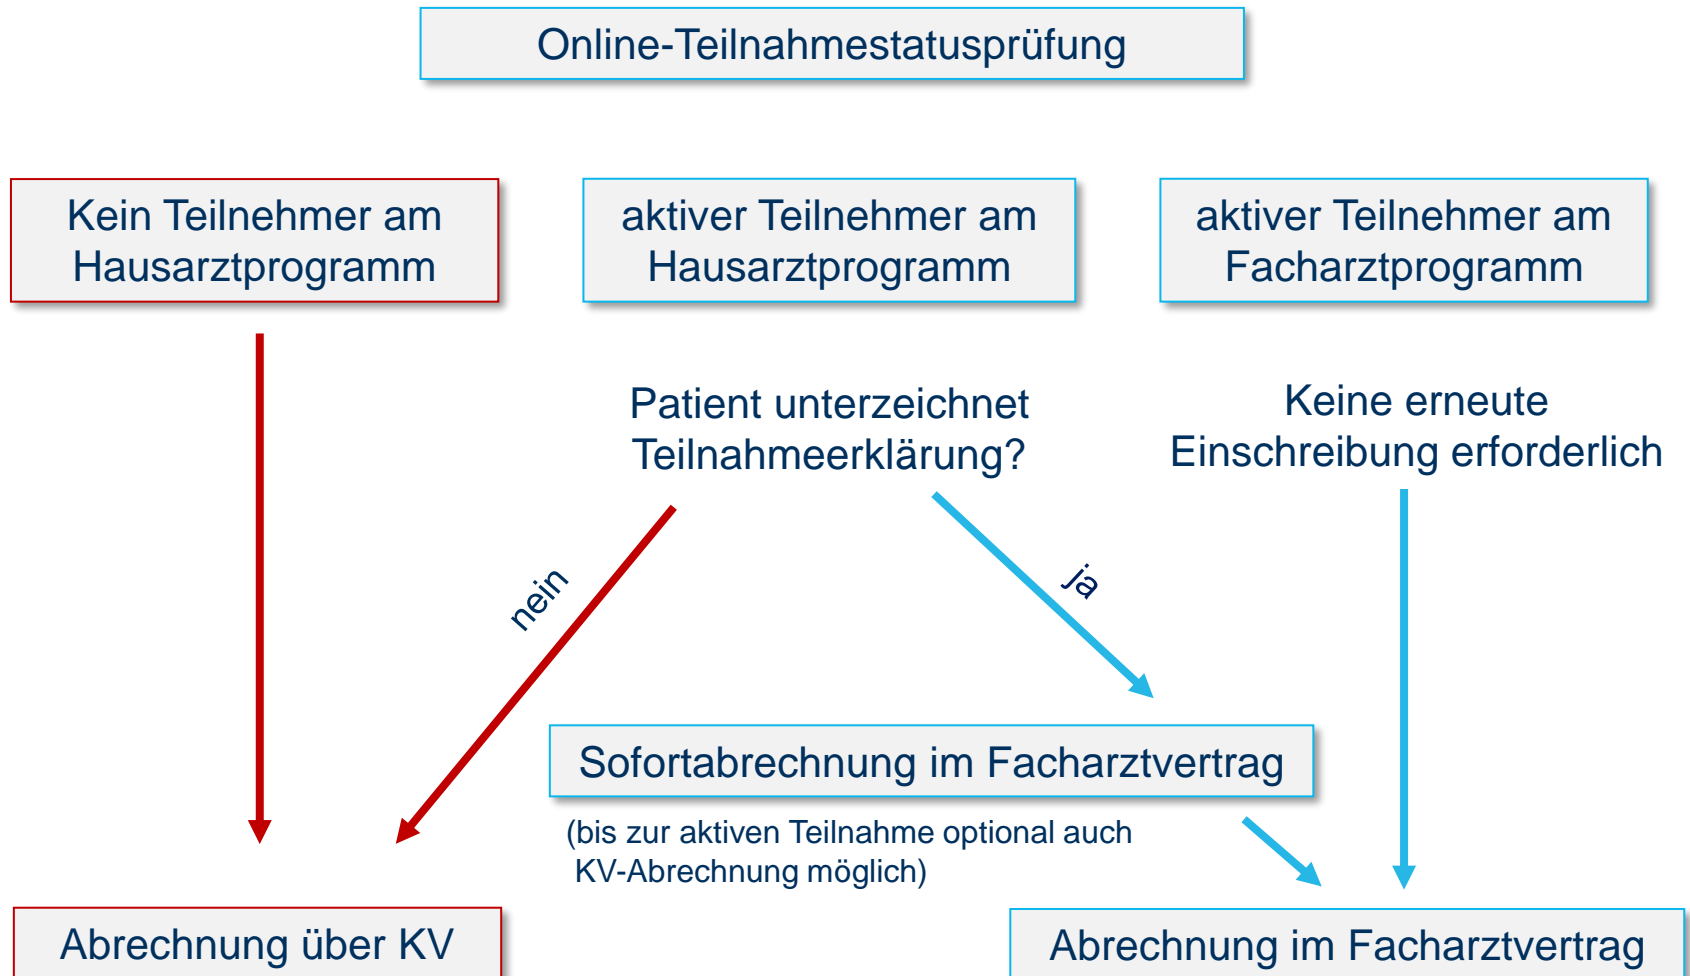 Online-Teilnahmestatusprüfung
Kein Teilnehmer am
Hausarztprogramm
aktiver Teilnehmer am
Hausarztprogramm
aktiver Teilnehmer am
Facharztprogramm
Patient unterzeichnet
Teilnahmeerklärung?
Keine erneute
Einschreibung erforderlich
nein
ja
Sofortabrechnung im Facharztvertrag
(bis zur aktiven Teilnahme optional auch
KV-Abrechnung möglich)
Abrechnung über KV
Abrechnung im Facharztvertrag